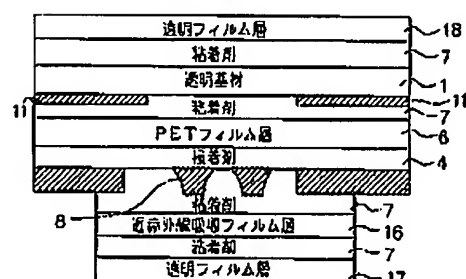 透明フィルム層 18
粘着剤 7
透明基材 1
11 粘着剤 11
7
PETフィルム層 6
接着剤 4
8 粘着剤 7
近赤外線吸収フィルム層 16
粘着剤 7
透明フィルム層 17